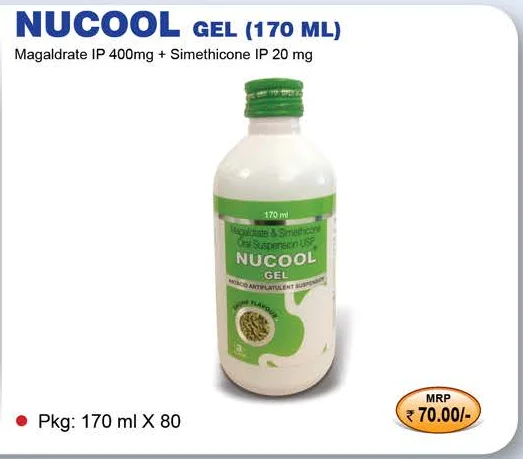 NUCOOL GEL (170 ML)
Magaldrate IP 400mg + Simethicone IP 20 mg
170 ml
Magaldrate & Simethicone
Oral Suspension USP
NUCOOL
GEL
ANTACID ANTIFLATULENT SUSPENSION
FLAVOUR
MRP
₹ 70.00/-
Pkg: 170 ml X 80